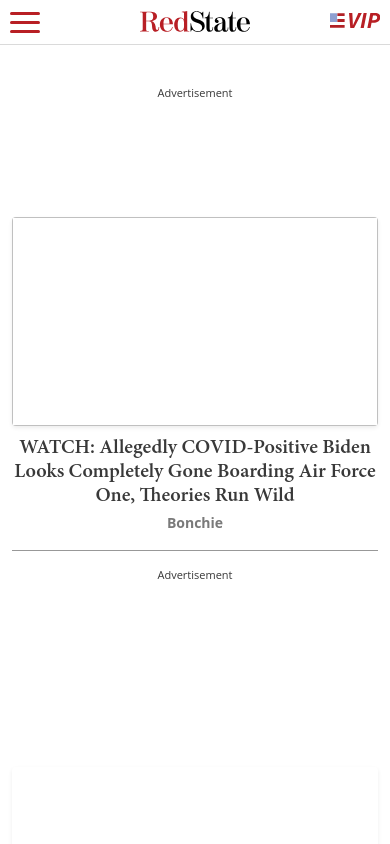 RedState
VIP
Advertisement
WATCH: Allegedly COVID-Positive Biden
Looks Completely Gone Boarding Air Force
One, Theories Run Wild
Bonchie
Advertisement